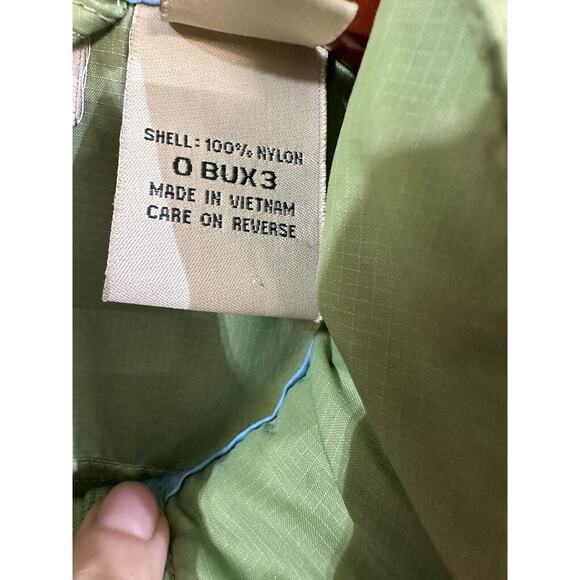 SHELL: 100% NYLON
0 BUX3
MADE IN VIETNAM
CARE ON REVERSE